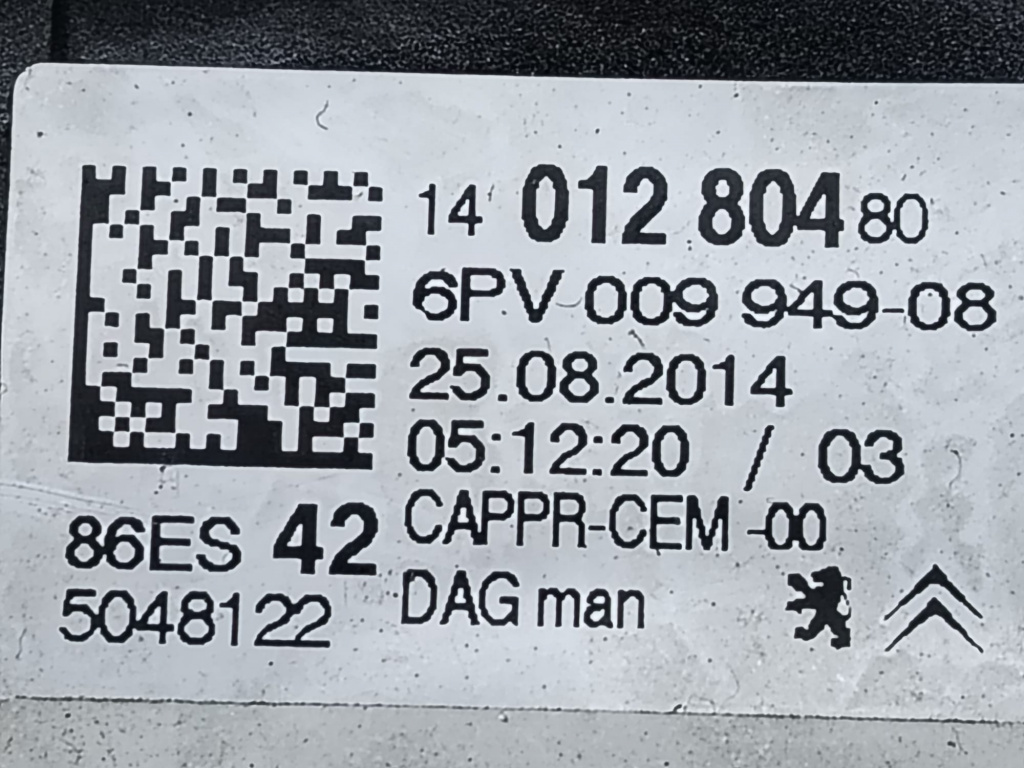 14 012 804 80
6PV 009 949-08
25.08.2014
05:12:20 / 03
CAPPR-CEM -00
86ES 42
DAG man
5048122